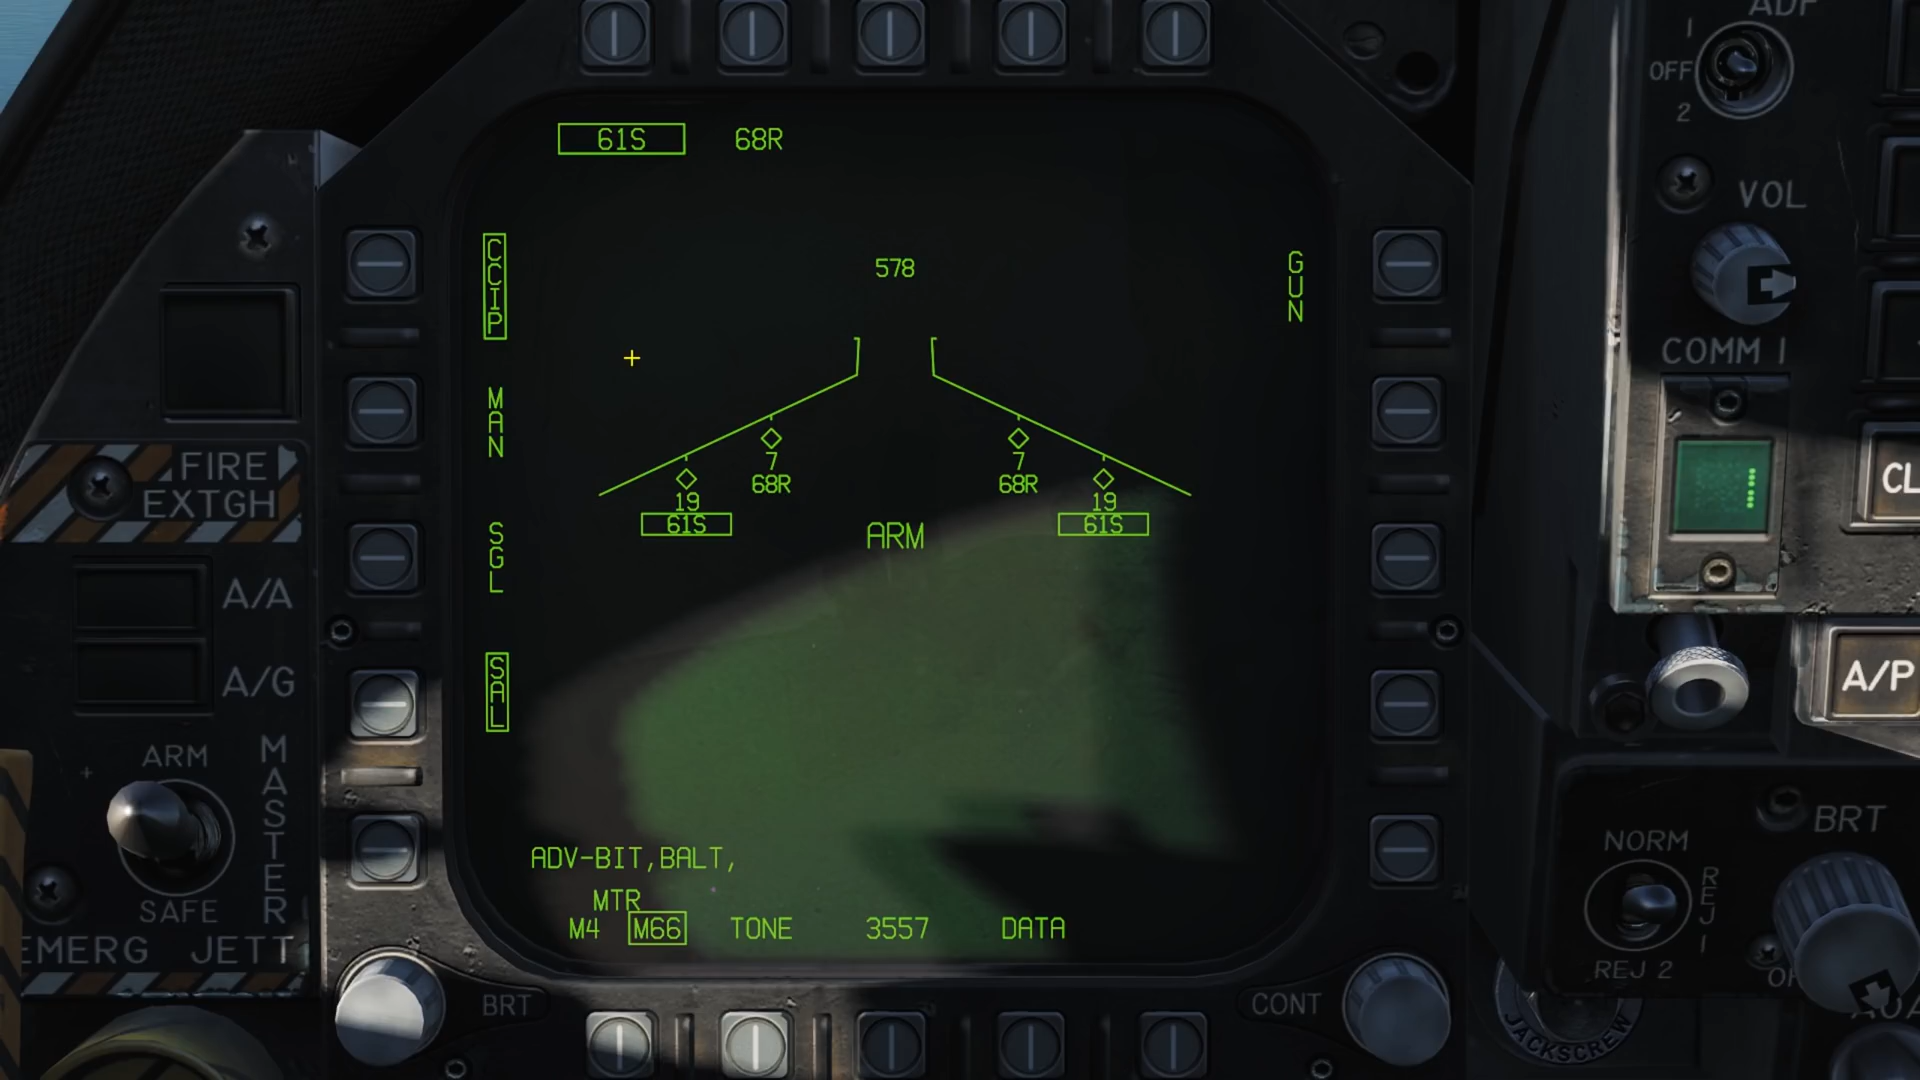 61S 68R
CCIP
578
GUN
MAN
7
68R
7
68R
19
61S
19
61S
SGL
ARM
SAL
ADV-BIT,BALT,
MTR
M4 M66 TONE 3557 DATA
FIRE
EXTGH
A/A
A/G
ARM
MASTER
SAFE
EMERG JETT
BRT
CONT
ADF
1
OFF
2
VOL
COMM 1
CL
A/P
BRT
NORM
REJ 1
REJ 2
JACKSCREW